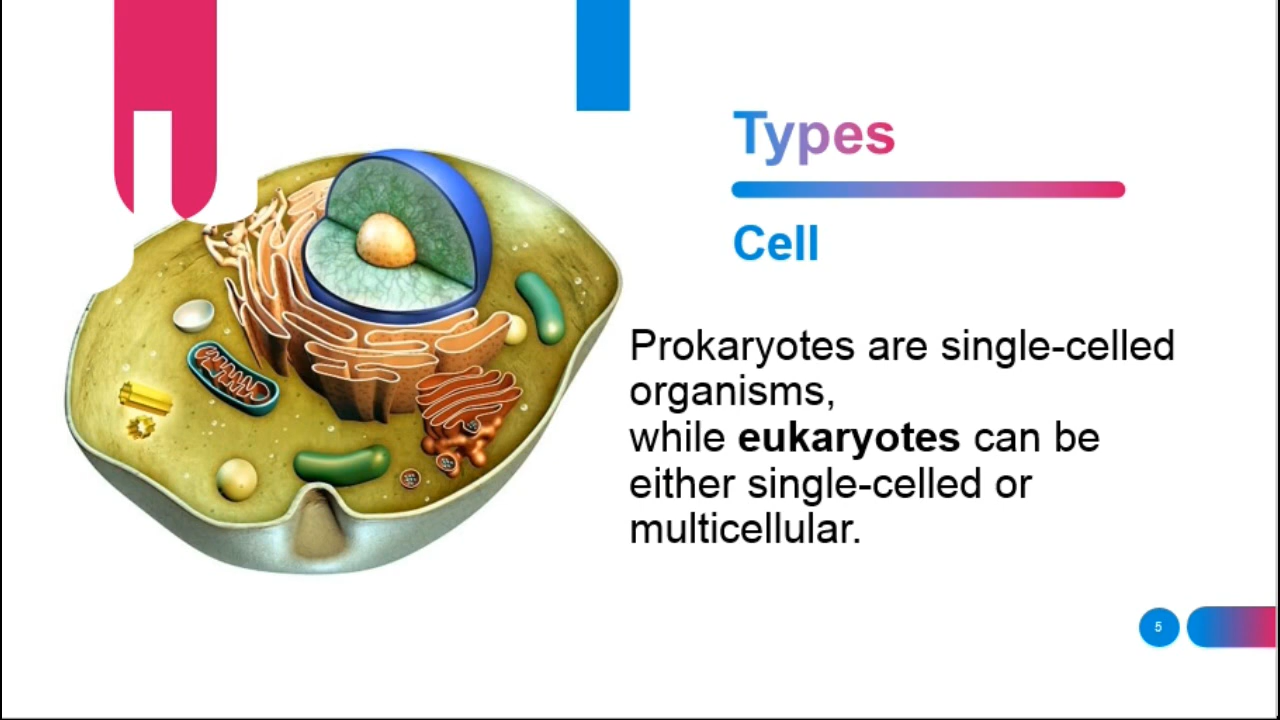 Types
Cell
Prokaryotes are single-celled
organisms,
while eukaryotes can be
either single-celled or
multicellular.
5